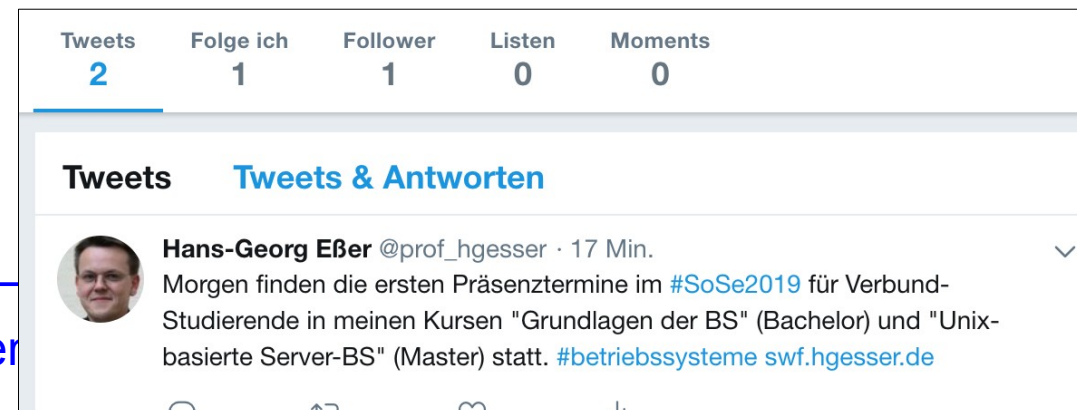 Tweets Folge ich Follower Listen Moments
2 1 1 0 0
Tweets Tweets & Antworten
Hans-Georg Eßer @prof_hgesser · 17 Min.
Morgen finden die ersten Präsenztermine im #SoSe2019 für Verbund-
Studierende in meinen Kursen "Grundlagen der BS" (Bachelor) und "Unix-
basierte Server-BS" (Master) statt. #betriebssysteme swf.hgesser.de